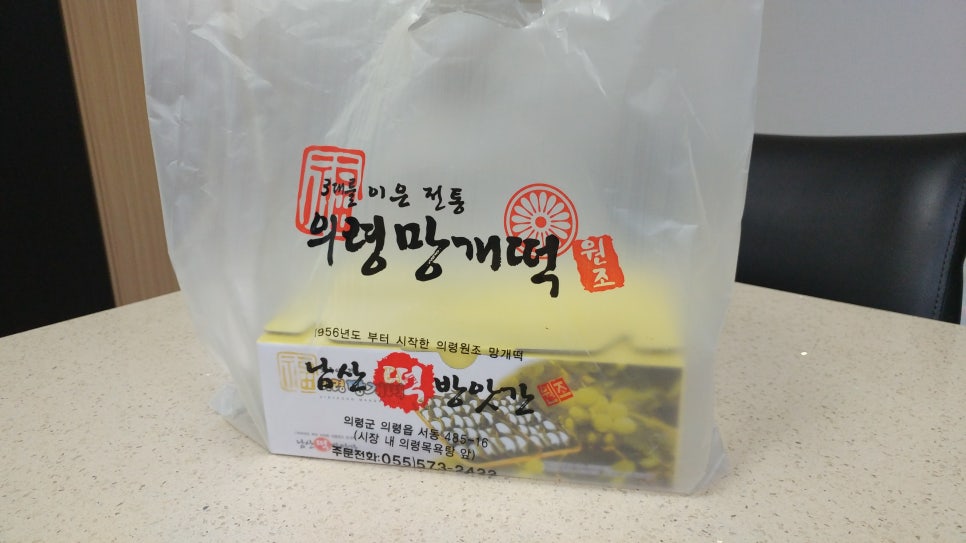 福
3대를 이은 전통
의령망개떡
원조
1956년도 부터 시작한 의령원조 망개떡
남산 떡 방앗간
의령군 의령읍 서동 485-16
(시장 내 의령목욕탕 앞)
주문전화:055)573-2422